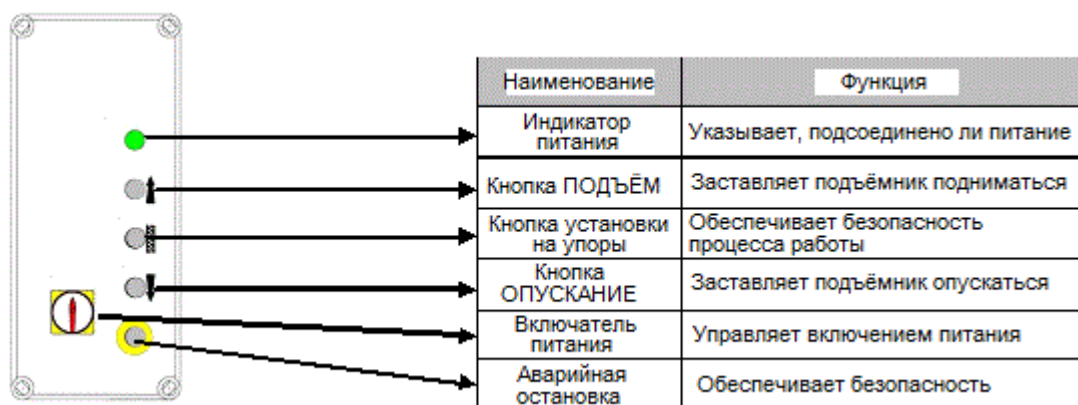 Наименование
Функция
Индикатор
питания
Указывает, подсоединено ли питание
Кнопка ПОДЪЁМ
Заставляет подъёмник подниматься
Кнопка установки
на упоры
Обеспечивает безопасность
процесса работы
Кнопка
ОПУСКАНИЕ
Заставляет подъёмник опускаться
Включатель
питания
Управляет включением питания
Аварийная
остановка
Обеспечивает безопасность